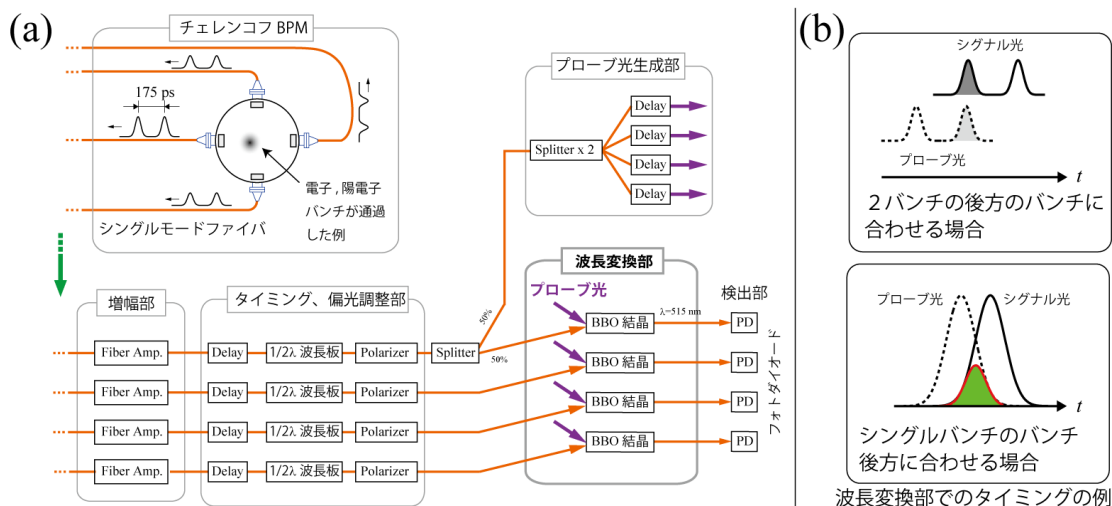 (a)
チェレンコフ BPM
175 ps
電子 , 陽電子
バンチが通過
した例
シングルモードファイバ
プローブ光生成部
Splitter x 2
Delay
Delay
Delay
Delay
増幅部
Fiber Amp.
Fiber Amp.
Fiber Amp.
Fiber Amp.
タイミング、偏光調整部
Delay
1/2λ 波長板
Polarizer
Splitter
Delay
1/2λ 波長板
Polarizer
Delay
1/2λ 波長板
Polarizer
Delay
1/2λ 波長板
Polarizer
50%
50%
波長変換部
プローブ光
BBO 結晶
BBO 結晶
BBO 結晶
BBO 結晶
λ=515 nm
検出部
PD
PD
PD
PD
フォトダイオード
(b)
シグナル光
プローブ光
t
２バンチの後方のバンチに
合わせる場合
プローブ光
シグナル光
t
シングルバンチのバンチ
後方に合わせる場合
波長変換部でのタイミングの例